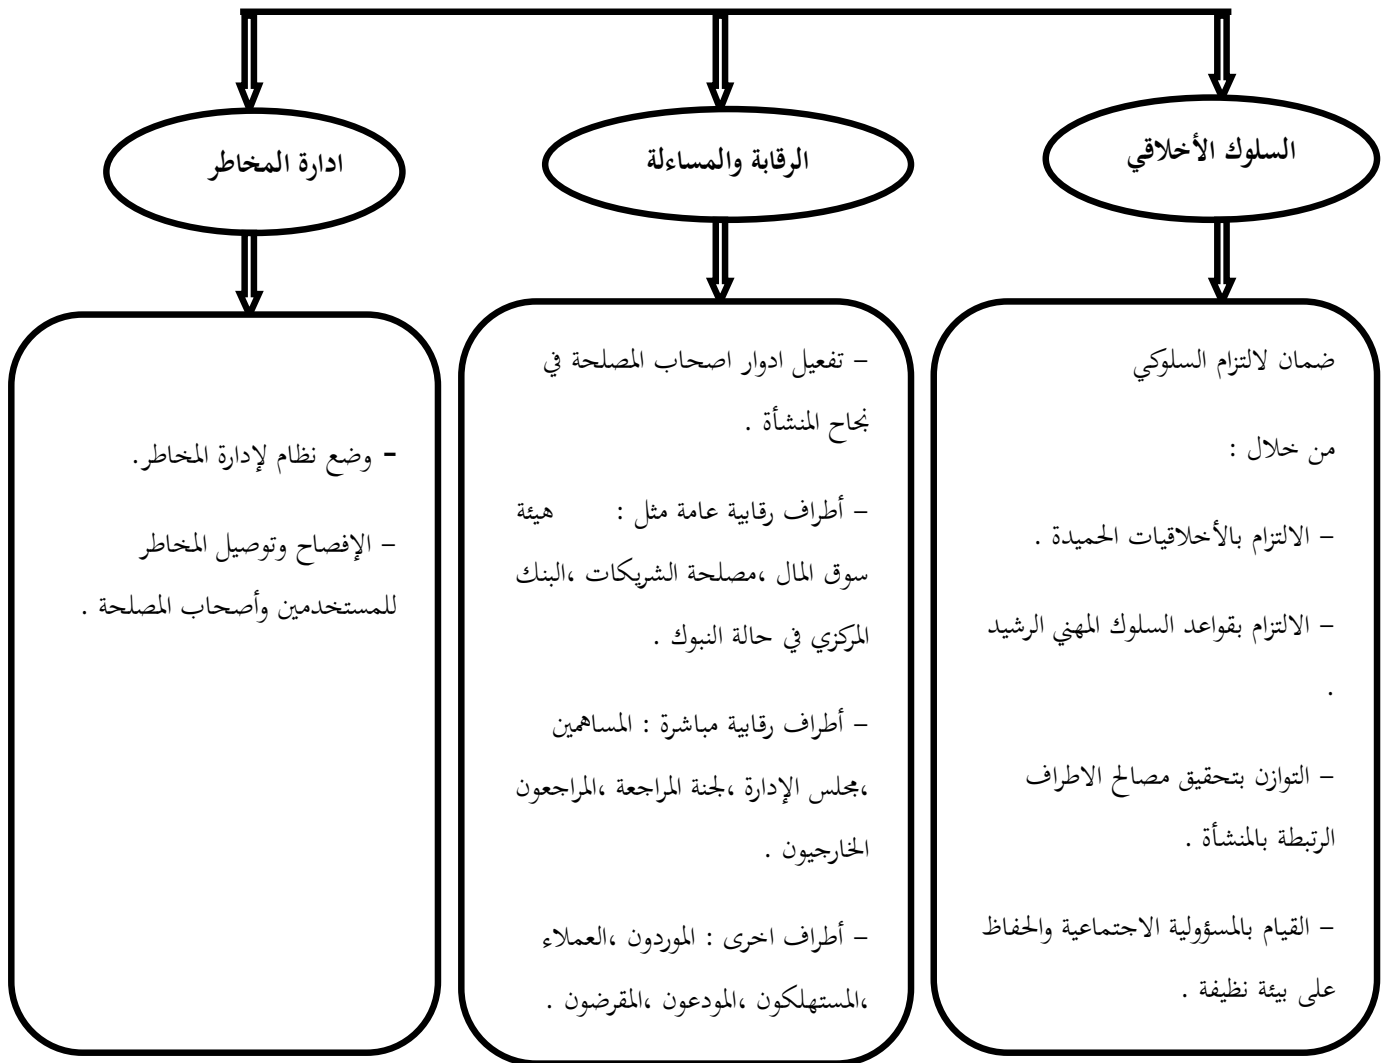 السلوك الأخلاقي
الرقابة والمساءلة
ادارة المخاطر
ضمان لالتزام السلوكي
من خلال :
– الالتزام بالأخلاقيات الحميدة .
– الالتزام بقواعد السلوك المهني الرشيد
.
– التوازن بتحقيق مصالح الاطراف
الرتبطة بالمنشأة .
– القيام بالمسؤولية الاجتماعية والحفاظ
على بيئة نظيفة .
– تفعيل ادوار اصحاب المصلحة في
نجاح المنشأة .
– أطراف رقابية عامة مثل : هيئة
سوق المال ،مصلحة الشريكات ،البنك
المركزي في حالة النبوك .
– أطراف رقابية مباشرة : المساهمين
،مجلس الإدارة ،لجنة المراجعة ،المراجعون
الخارجيون .
– أطراف اخرى : الموردون ،العملاء
،المستهلكون ،المودعون ،المقرضون .
- وضع نظام لإدارة المخاطر.
– الإفصاح وتوصيل المخاطر
للمستخدمين وأصحاب المصلحة .